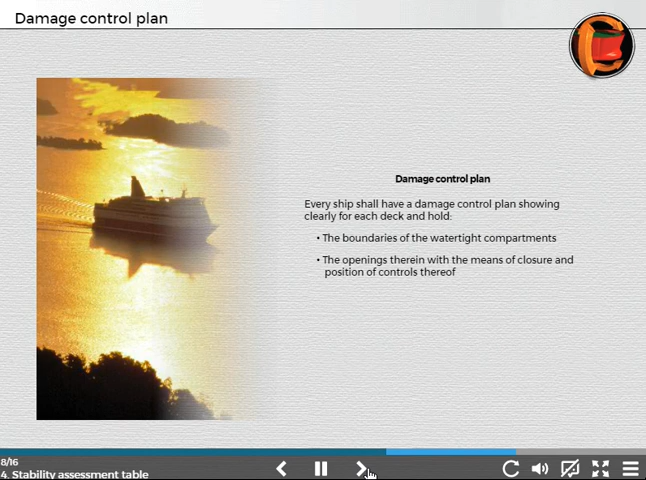 Damage control plan
Damage control plan
Every ship shall have a damage control plan showing
clearly for each deck and hold:
• The boundaries of the watertight compartments
• The openings therein with the means of closure and
position of controls thereof
8/16
4. Stability assessment table